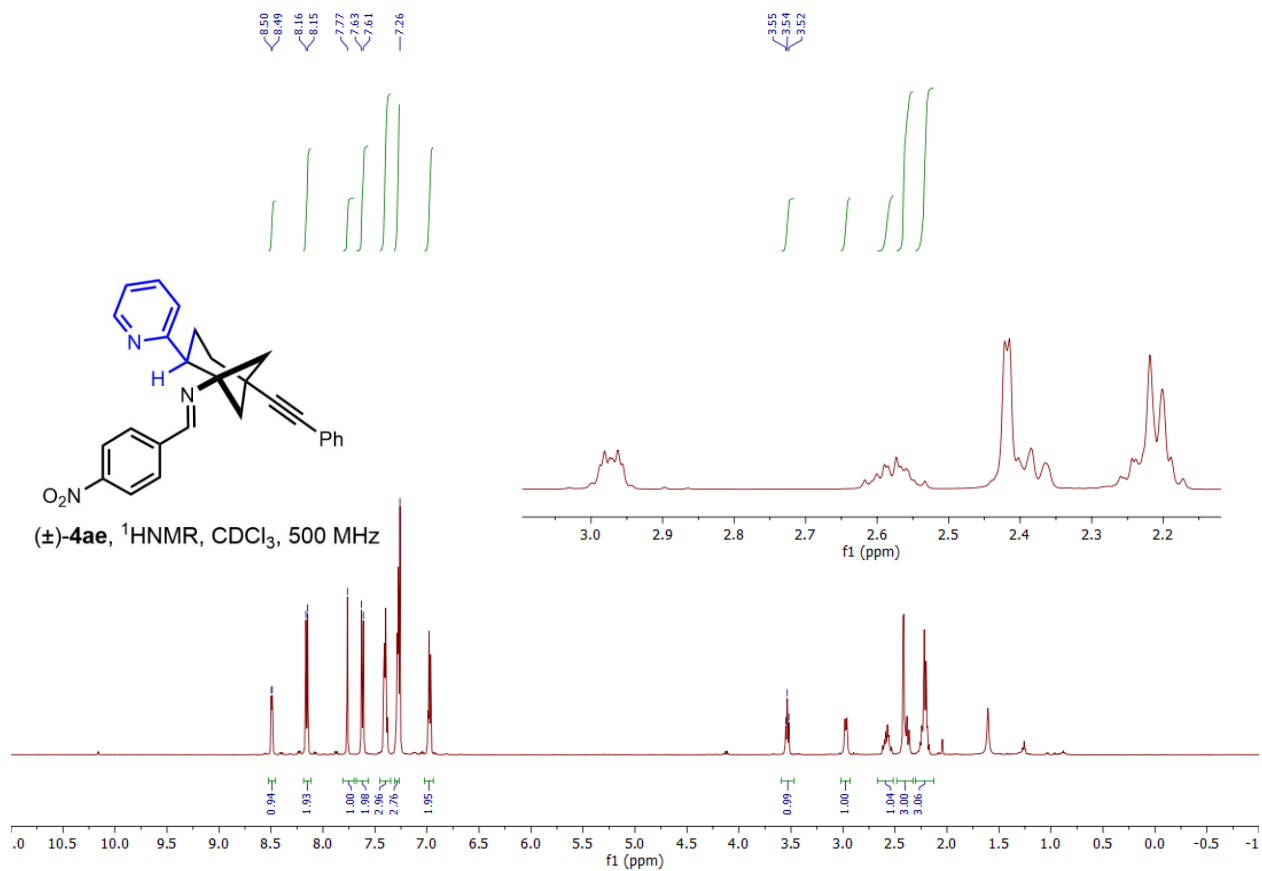 8.50
8.49
8.16
8.15
7.77
7.63
7.61
7.26
3.55
3.54
3.52
N
H
N
Ph
O2N
(±)-4ae, 1HNMR, CDCl3, 500 MHz
3.0 2.9 2.8 2.7 2.6 2.5 2.4 2.3 2.2
f1 (ppm)
0.94
1.93
1.00
1.98
2.96
2.76
1.95
0.99
1.00
1.04
3.00
3.06
.0 10.5 10.0 9.5 9.0 8.5 8.0 7.5 7.0 6.5 6.0 5.5 5.0 4.5 4.0 3.5 3.0 2.5 2.0 1.5 1.0 0.5 0.0 -0.5 -1
f1 (ppm)